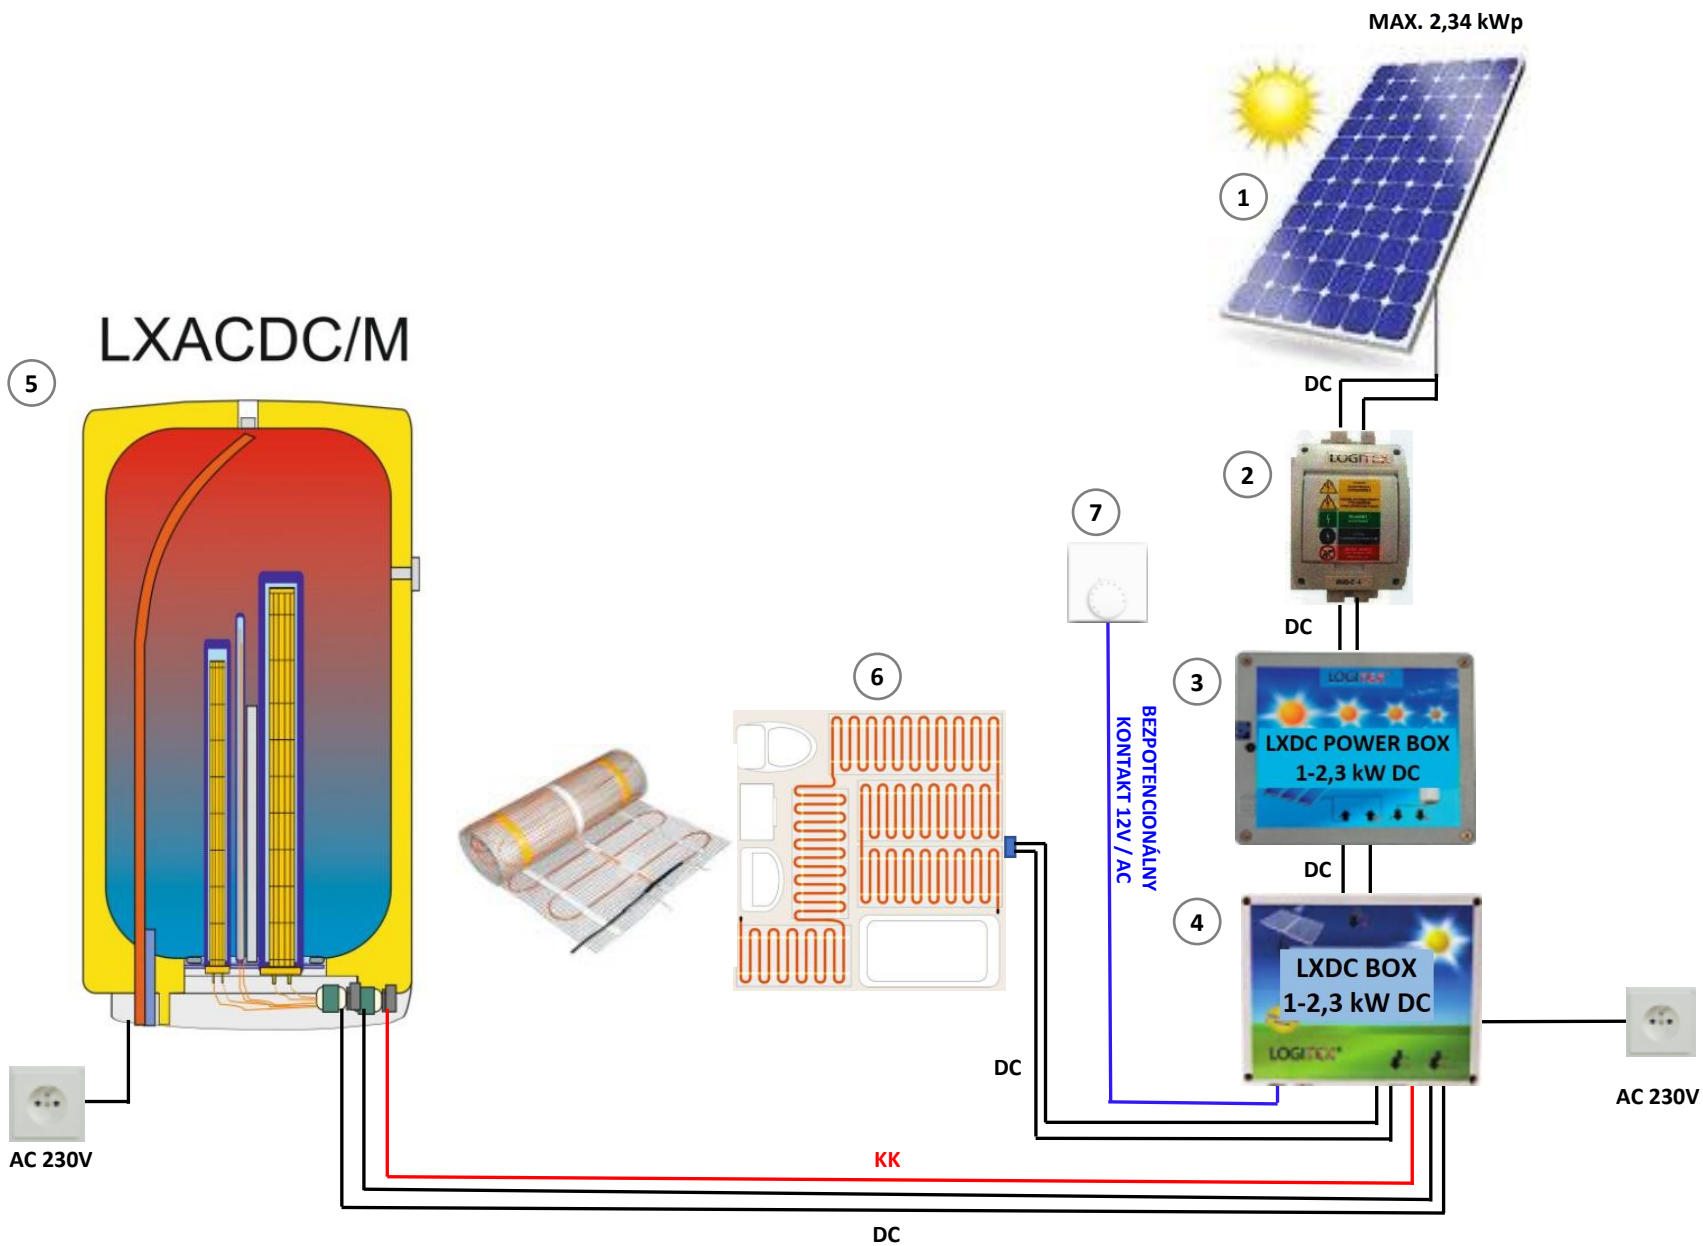 MAX. 2,34 kWp
1
LXACDC/M
5
DC
2
LOGITEX
7
DC
6
3
LOGITEX
LXDC POWER BOX
1-2,3 kW DC
BEZPOTENCIONÁLNY
KONTAKT 12V / AC
DC
4
LXDC BOX
1-2,3 kW DC
LOGITEX®
DC
AC 230V
AC 230V
KK
DC